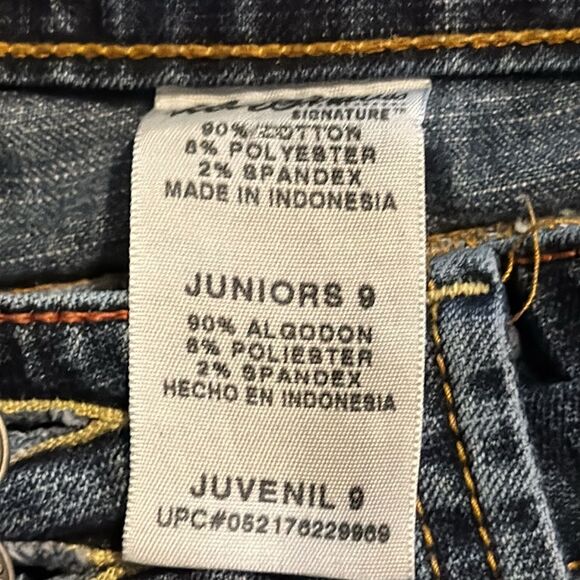 SIGNATURE™
90% COTTON
8% POLYESTER
2% SPANDEX
MADE IN INDONESIA
JUNIORS 9
90% ALGODON
8% POLIESTER
2% SPANDEX
HECHO EN INDONESIA
JUVENIL 9
UPC#052176229969